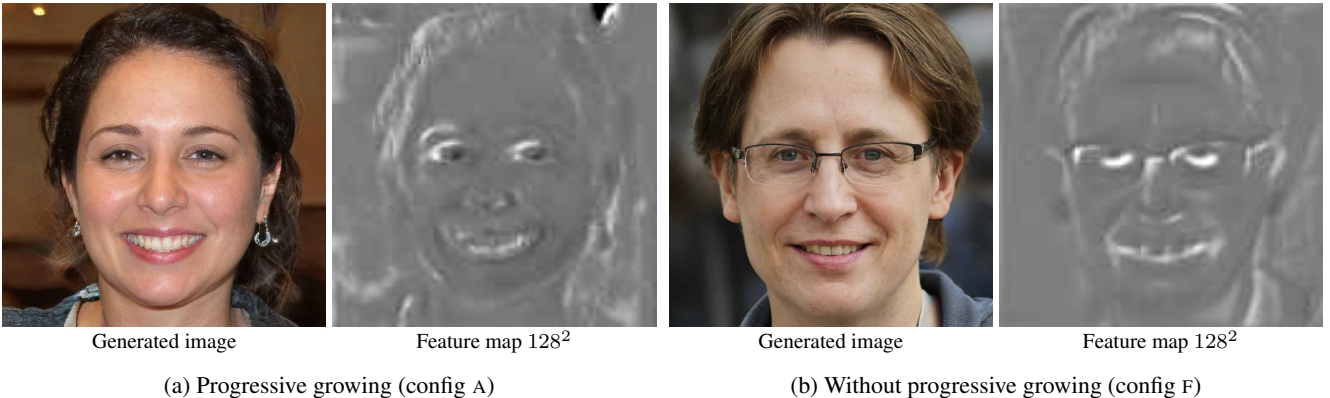 Generated image
Feature map 128²
Generated image
Feature map 128²
(a) Progressive growing (config A)
(b) Without progressive growing (config F)